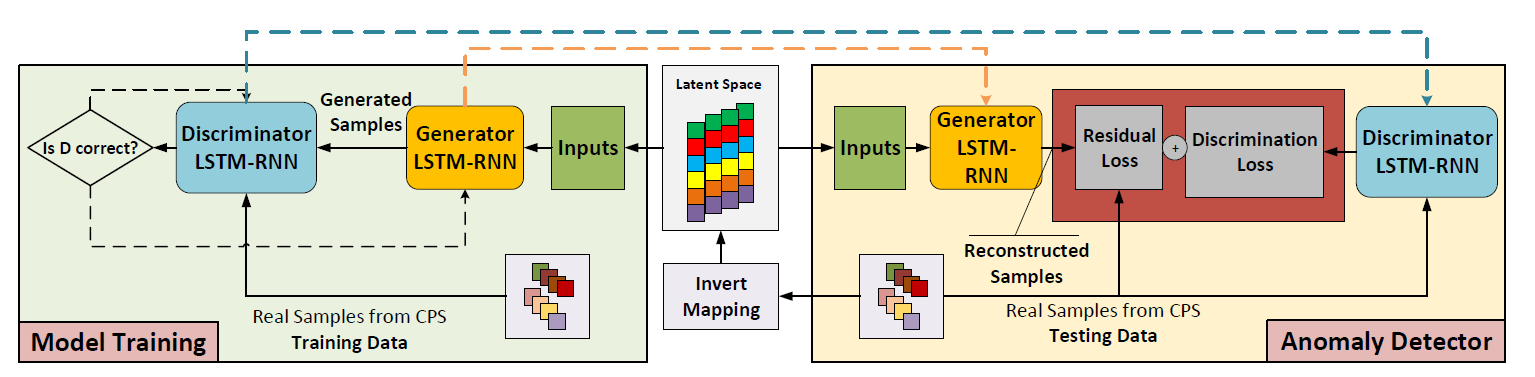 Is D correct?
Discriminator
LSTM-RNN
Generated
Samples
Generator
LSTM-RNN
Inputs
Real Samples from CPS
Training Data
Model Training
Latent Space
Invert
Mapping
Inputs
Generator
LSTM-
RNN
Residual
Loss
+
Discrimination
Loss
Discriminator
LSTM-RNN
Reconstructed
Samples
Real Samples from CPS
Testing Data
Anomaly Detector